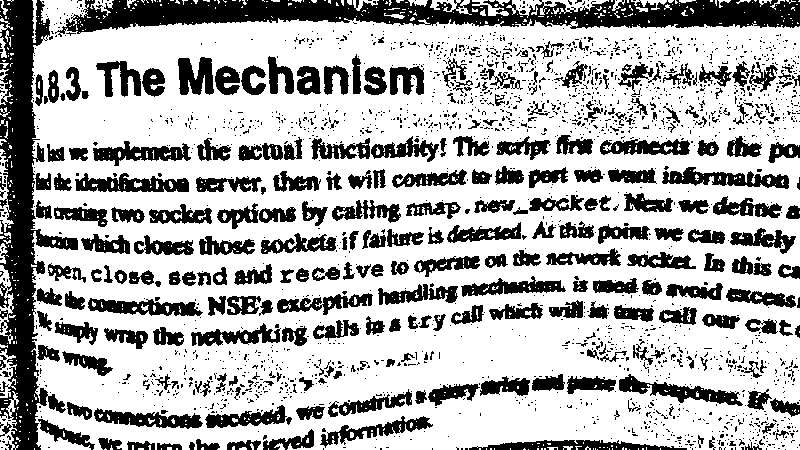 9.8.3. The Mechanism
At last we implement the actual functionality! The script first connects to the
and the identification server, then it will connect to the port we want information
first creating two socket options by calling nmap.new_socket. Next we define a
function which closes those sockets if failure is detected. At this point we can safely
open, close, send and receive to operate on the network socket. In this
make the connections. NSE's exception handling mechanism. is used to avoid
We simply wrap the networking calls in a try call which will in turn call our
goes wrong.
If the two connections succeed, we construct a query string and parse the response. If
response, we return the retrieved information.